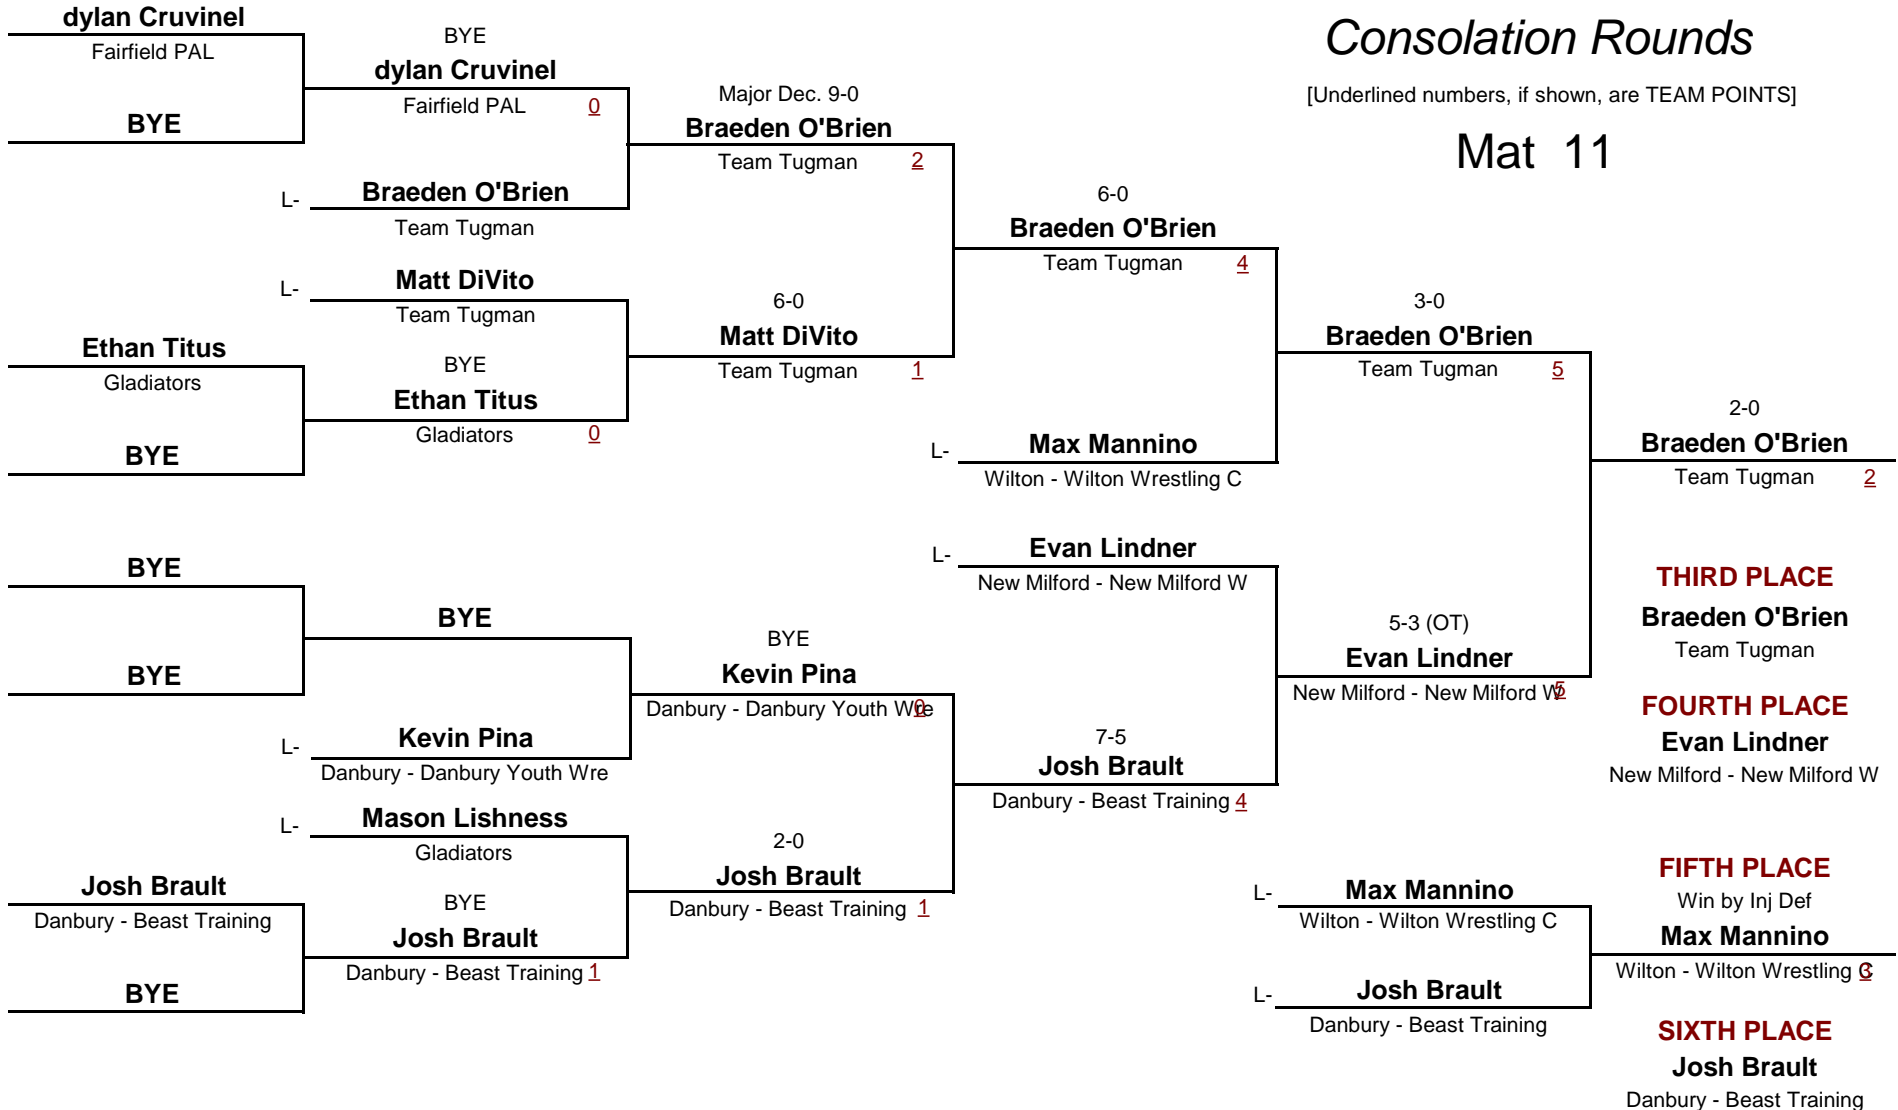 Consolation Rounds
[Underlined numbers, if shown, are TEAM POINTS]
Mat 11
dylan Cruvinel
Fairfield PAL
BYE
Ethan Titus
Gladiators
BYE
BYE
BYE
Josh Brault
Danbury - Beast Training
BYE
BYE
dylan Cruvinel
Fairfield PAL 0
L- Braeden O'Brien
Team Tugman
L- Matt DiVito
Team Tugman
BYE
Ethan Titus
Gladiators 0
BYE
L- Kevin Pina
Danbury - Danbury Youth Wre
L- Mason Lishness
Gladiators
BYE
Josh Brault
Danbury - Beast Training 1
Major Dec. 9-0
Braeden O'Brien
Team Tugman 2
6-0
Matt DiVito
Team Tugman 1
BYE
Kevin Pina
Danbury - Danbury Youth Wre 0
2-0
Josh Brault
Danbury - Beast Training 1
6-0
Braeden O'Brien
Team Tugman 4
L- Max Mannino
Wilton - Wilton Wrestling C
L- Evan Lindner
New Milford - New Milford W
7-5
Josh Brault
Danbury - Beast Training 4
3-0
Braeden O'Brien
Team Tugman 5
5-3 (OT)
Evan Lindner
New Milford - New Milford W 5
L- Max Mannino
Wilton - Wilton Wrestling C
L- Josh Brault
Danbury - Beast Training
2-0
Braeden O'Brien
Team Tugman 2
THIRD PLACE
Braeden O'Brien
Team Tugman
FOURTH PLACE
Evan Lindner
New Milford - New Milford W
FIFTH PLACE
Win by Inj Def
Max Mannino
Wilton - Wilton Wrestling C 3
SIXTH PLACE
Josh Brault
Danbury - Beast Training